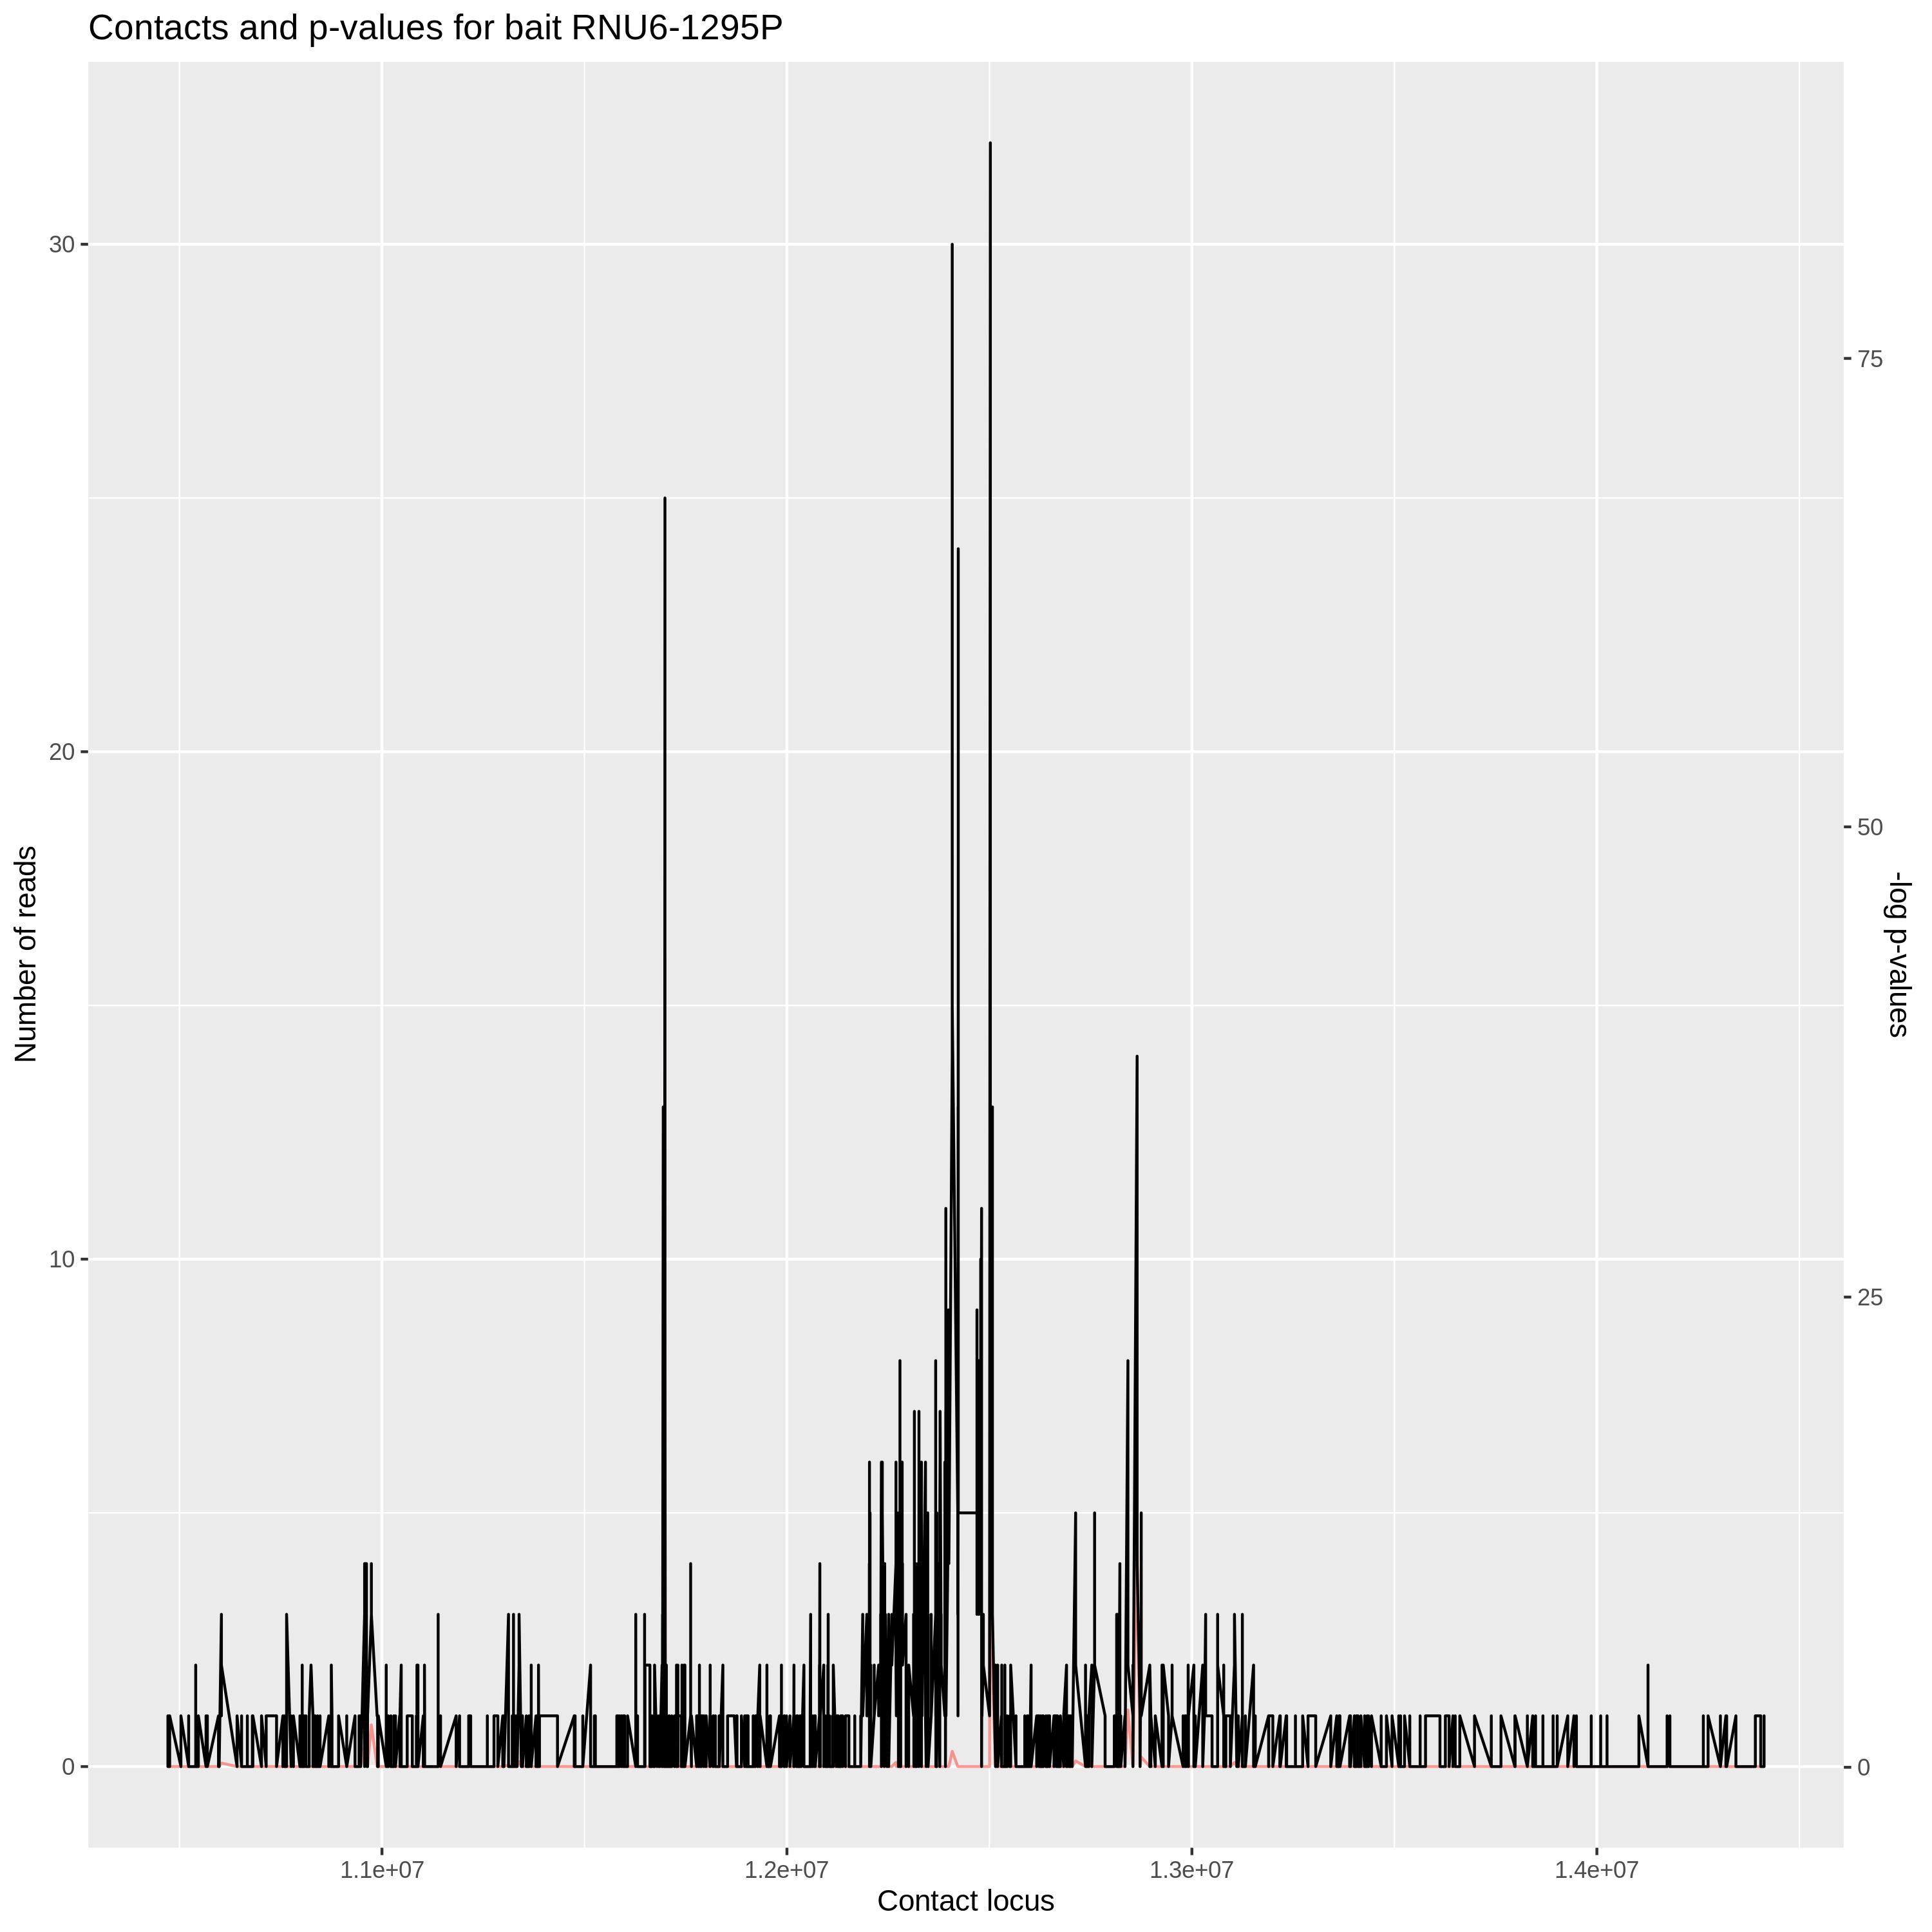 Contacts and p-values for bait RNU6-1295P
30
20
10
0
Number of reads
75
50
25
0
-log p-values
1.1e+07
1.2e+07
1.3e+07
1.4e+07
Contact locus